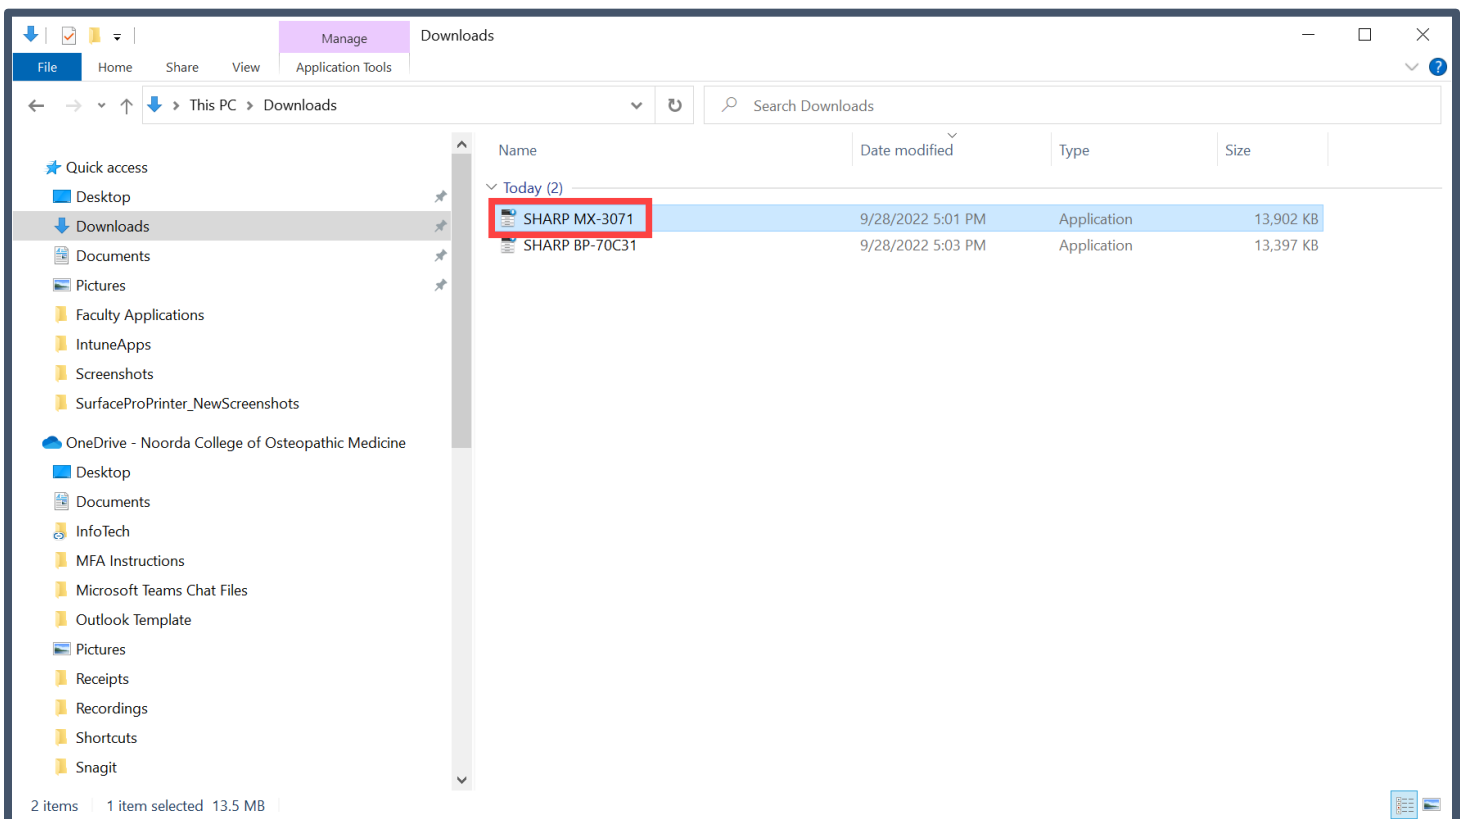 Manage
Downloads
File
Home
Share
View
Application Tools
?
This PC
Downloads
Search Downloads
Name
Date modified
Type
Size
Quick access
Desktop
Downloads
Documents
Pictures
Faculty Applications
IntuneApps
Screenshots
SurfaceProPrinter_NewScreenshots
OneDrive - Noorda College of Osteopathic Medicine
Desktop
Documents
InfoTech
MFA Instructions
Microsoft Teams Chat Files
Outlook Template
Pictures
Receipts
Recordings
Shortcuts
Snagit
Today (2)
SHARP MX-3071 9/28/2022 5:01 PM Application 13,902 KB
SHARP BP-70C31 9/28/2022 5:03 PM Application 13,397 KB
2 items 1 item selected 13.5 MB